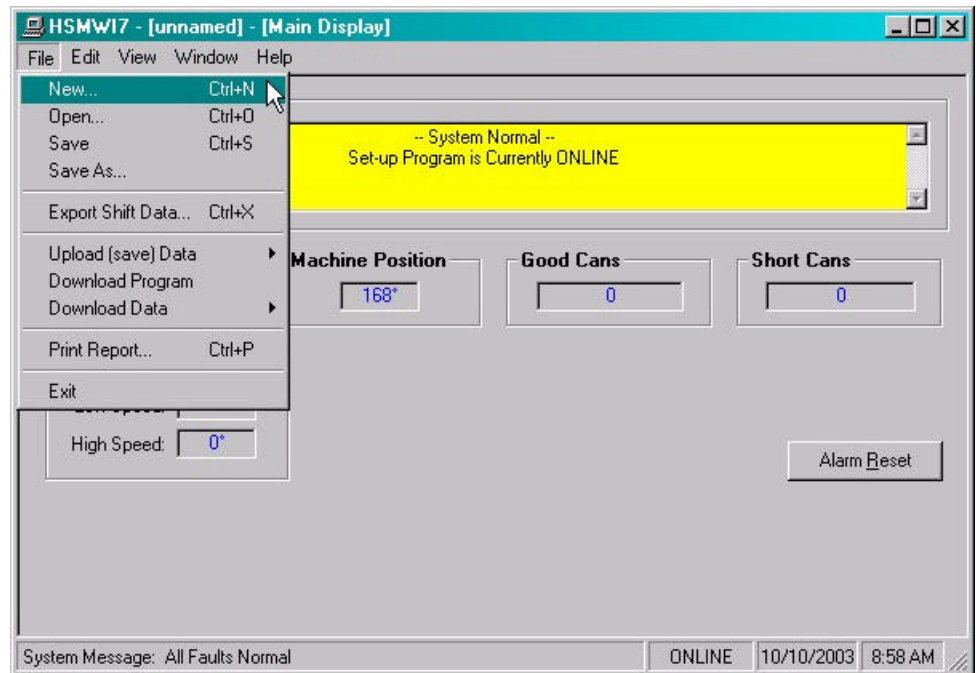 HSMWI7 - [unnamed] - [Main Display]
File Edit View Window Help
New... Ctrl+N
Open... Ctrl+O
Save Ctrl+S
Save As...
Export Shift Data... Ctrl+X
Upload (save) Data
Download Program
Download Data
Print Report... Ctrl+P
Exit
-- System Normal --
Set-up Program is Currently ONLINE
Machine Position
168°
Good Cans
0
Short Cans
0
High Speed: 0°
Alarm Reset
System Message: All Faults Normal ONLINE 10/10/2003 8:58 AM